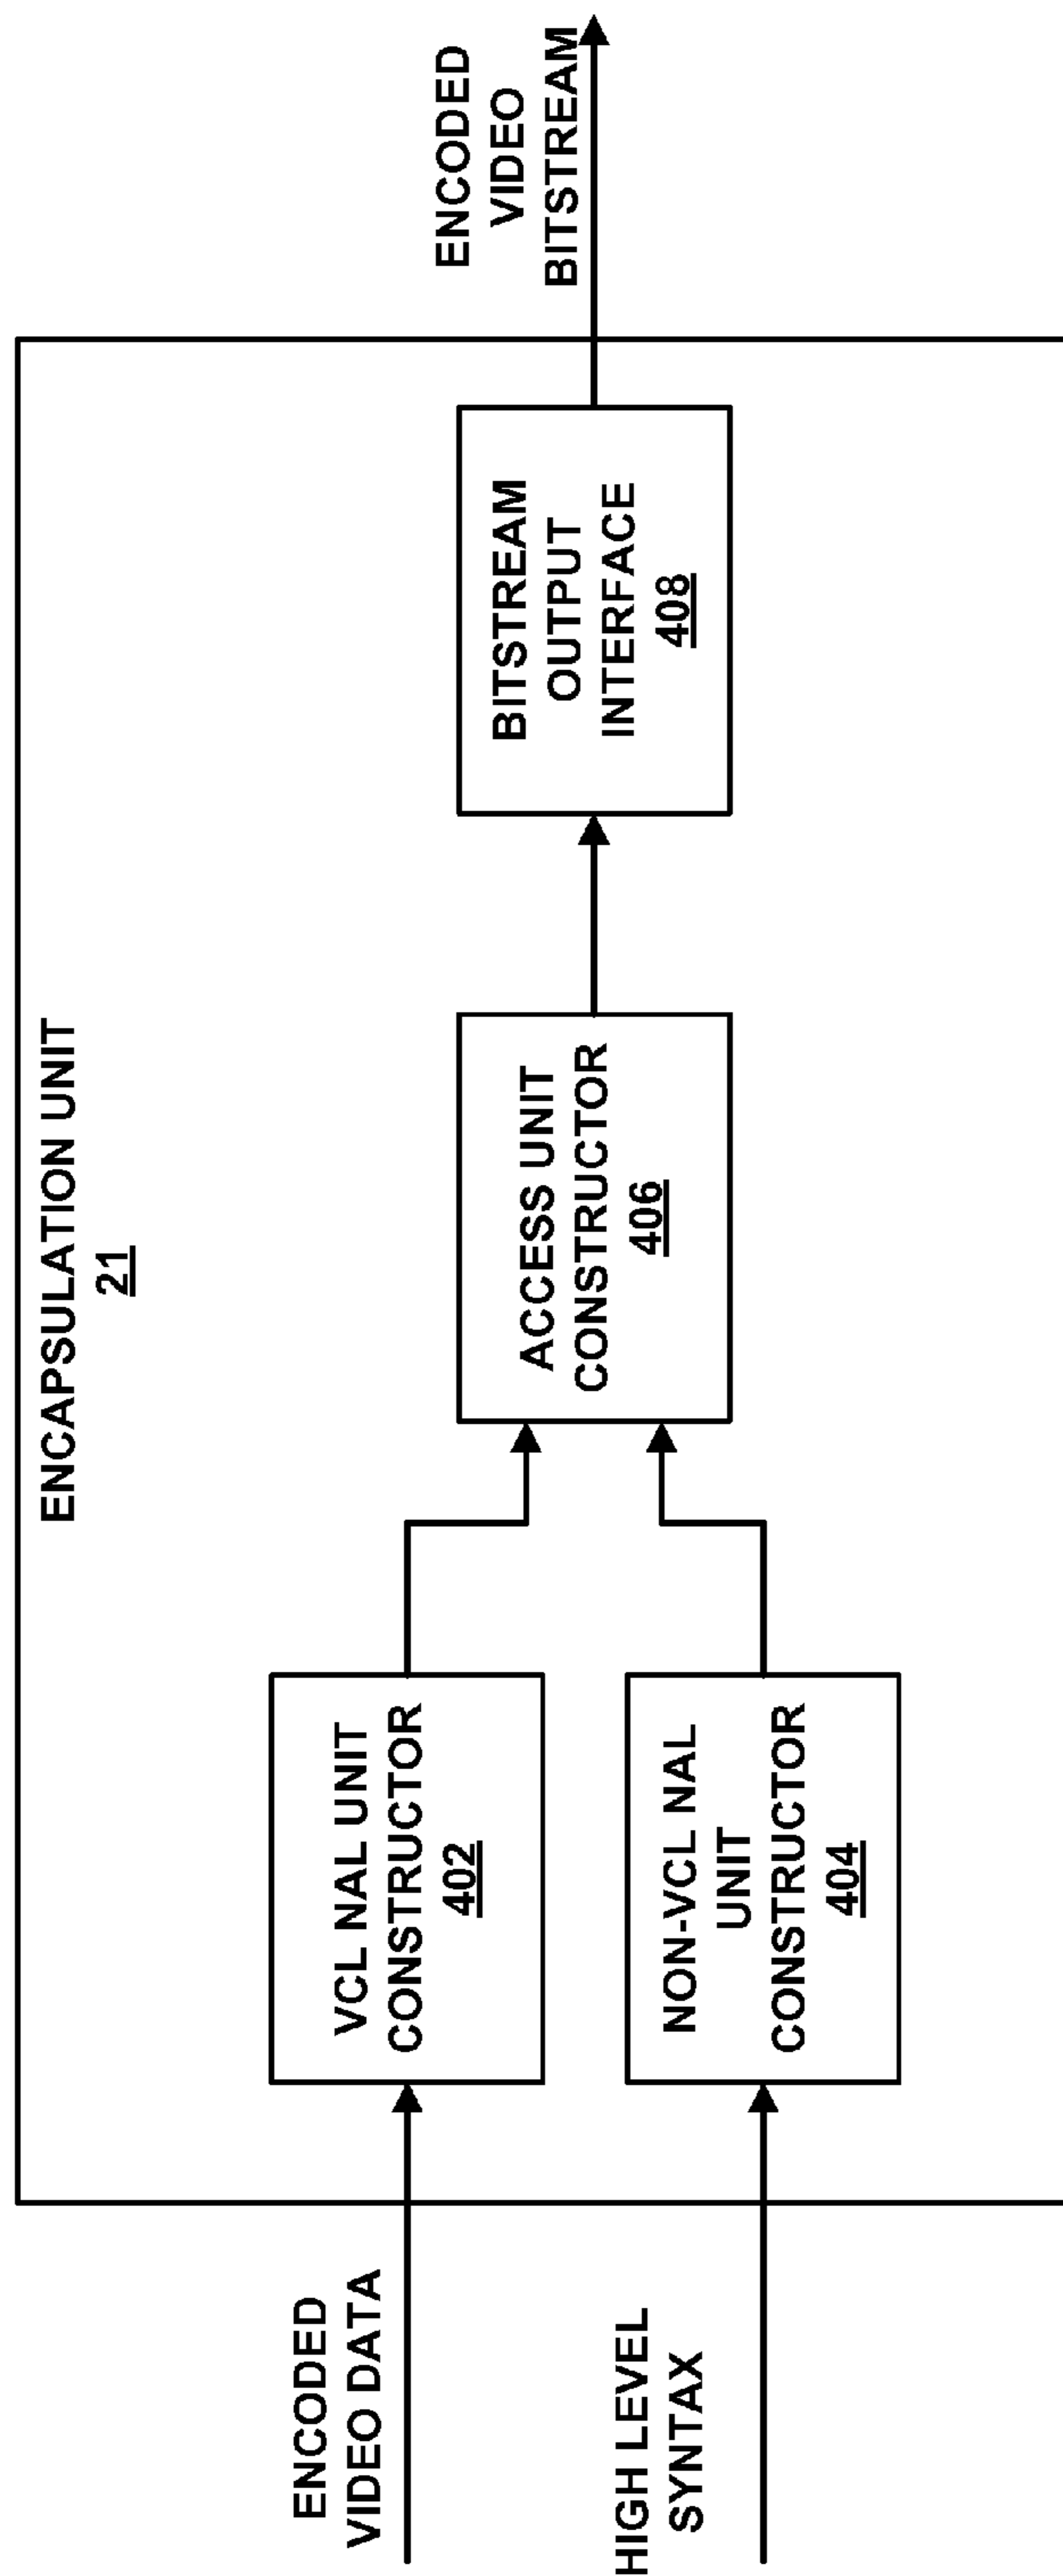 ENCAPSULATION UNIT
21
ENCODED
VIDEO DATA
HIGH LEVEL
SYNTAX
VCL NAL UNIT
CONSTRUCTOR
402
NON-VCL NAL
UNIT
CONSTRUCTOR
404
ACCESS UNIT
CONSTRUCTOR
406
BITSTREAM
OUTPUT
INTERFACE
408
ENCODED
VIDEO
BITSTREAM